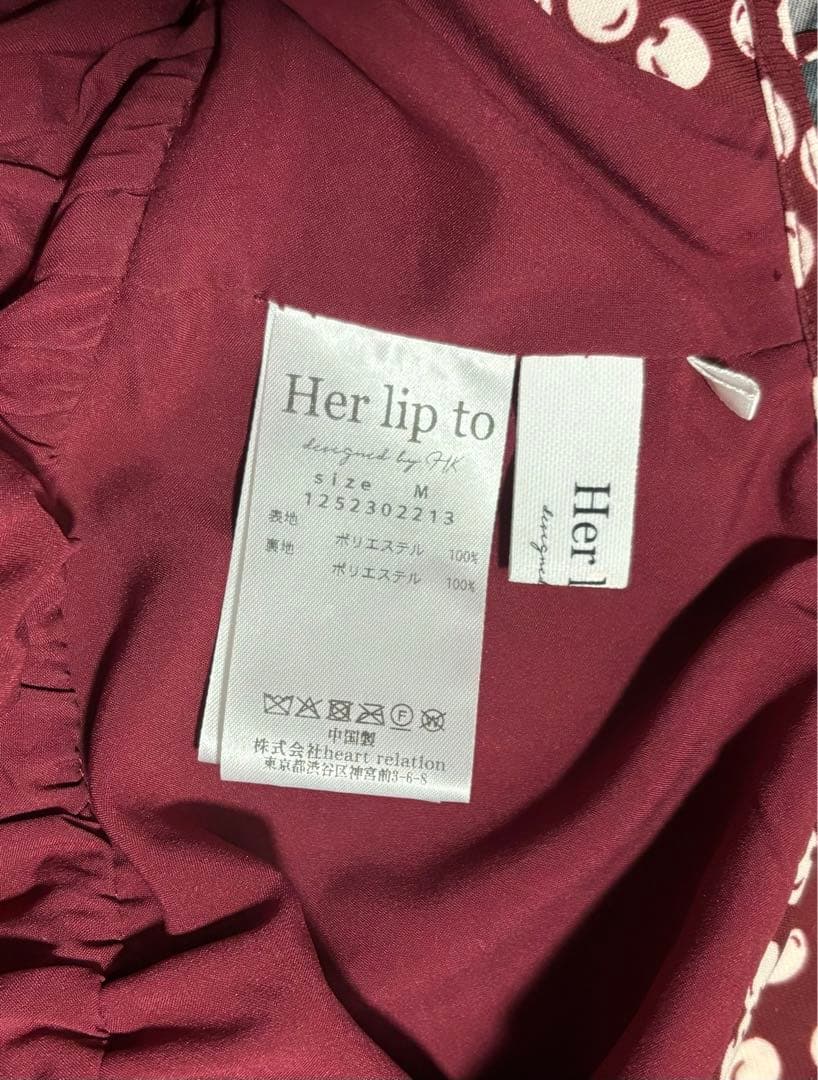 Her lip to
designed by HK
size M
1252302213
表地 ポリエステル 100%
裏地 ポリエステル 100%
中国製
株式会社heart relation
東京都渋谷区神宮前3-6-8
Her l
designed